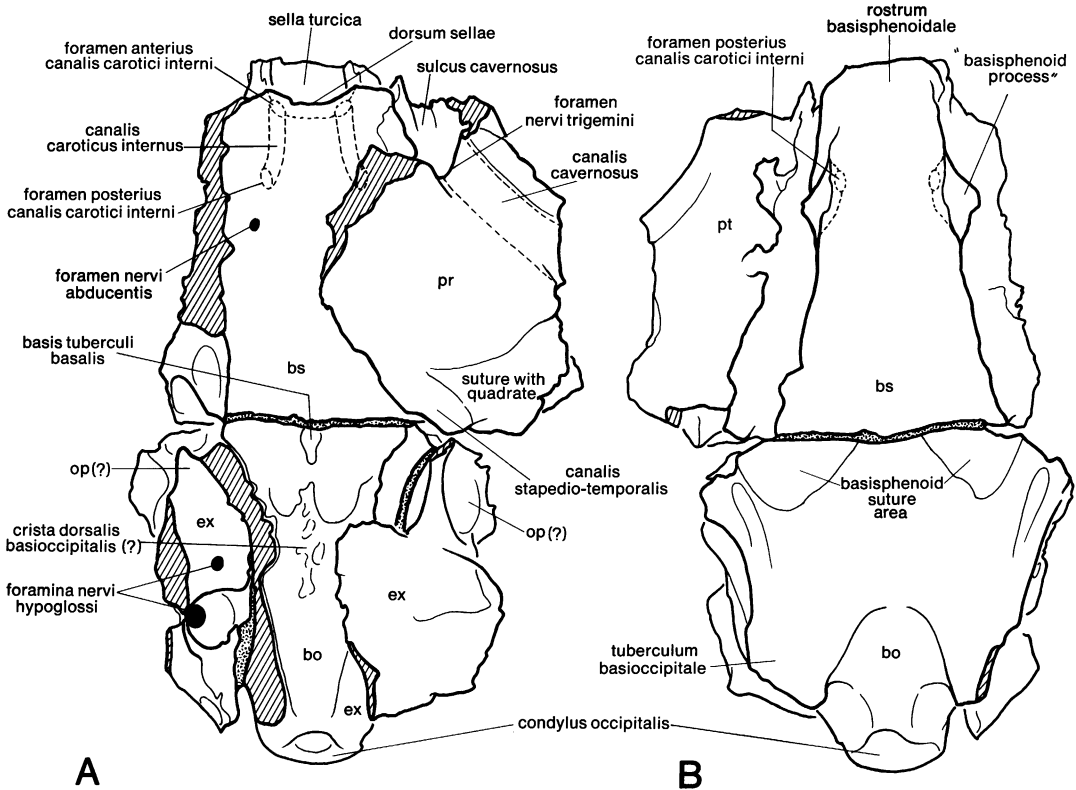 sella turcica
foramen anterius
canalis carotici interni
dorsum sellae
sulcus cavernosus
canalis
caroticus internus
foramen
nervi trigemini
canalis
cavernosus
foramen posterius
canalis carotici interni
foramen nervi
abducentis
pr
basis tuberculi
basalis
bs
suture with
quadrate
op (?)
canalis
stapedio-temporalis
ex
op (?)
crista dorsalis
basioccipitalis (?)
foramina nervi
hypoglossi
ex
bo
ex
condylus occipitalis
A
rostrum
basisphenoidale
foramen posterius
canalis carotici interni
"basisphenoid
process"
pt
bs
basisphenoid
suture
area
tuberculum
basioccipitale
bo
B